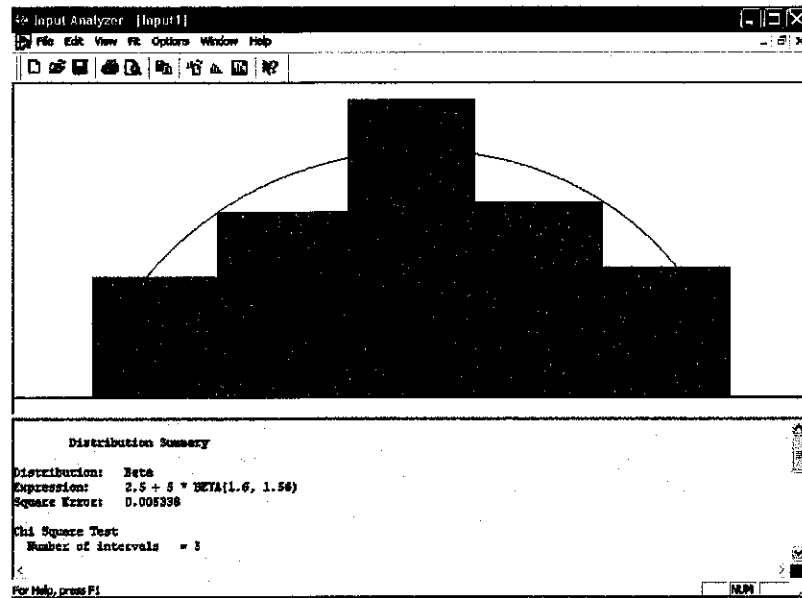 Input Analyzer - [Input1]
File Edit View Fit Options Window Help
Distribution Summary
Distribution: Beta
Expression: 2.5 + 5 * BETA(1.6, 1.56)
Square Error: 0.005338
Chi Square Test
Number of intervals = 3
For Help, press F1
NUM